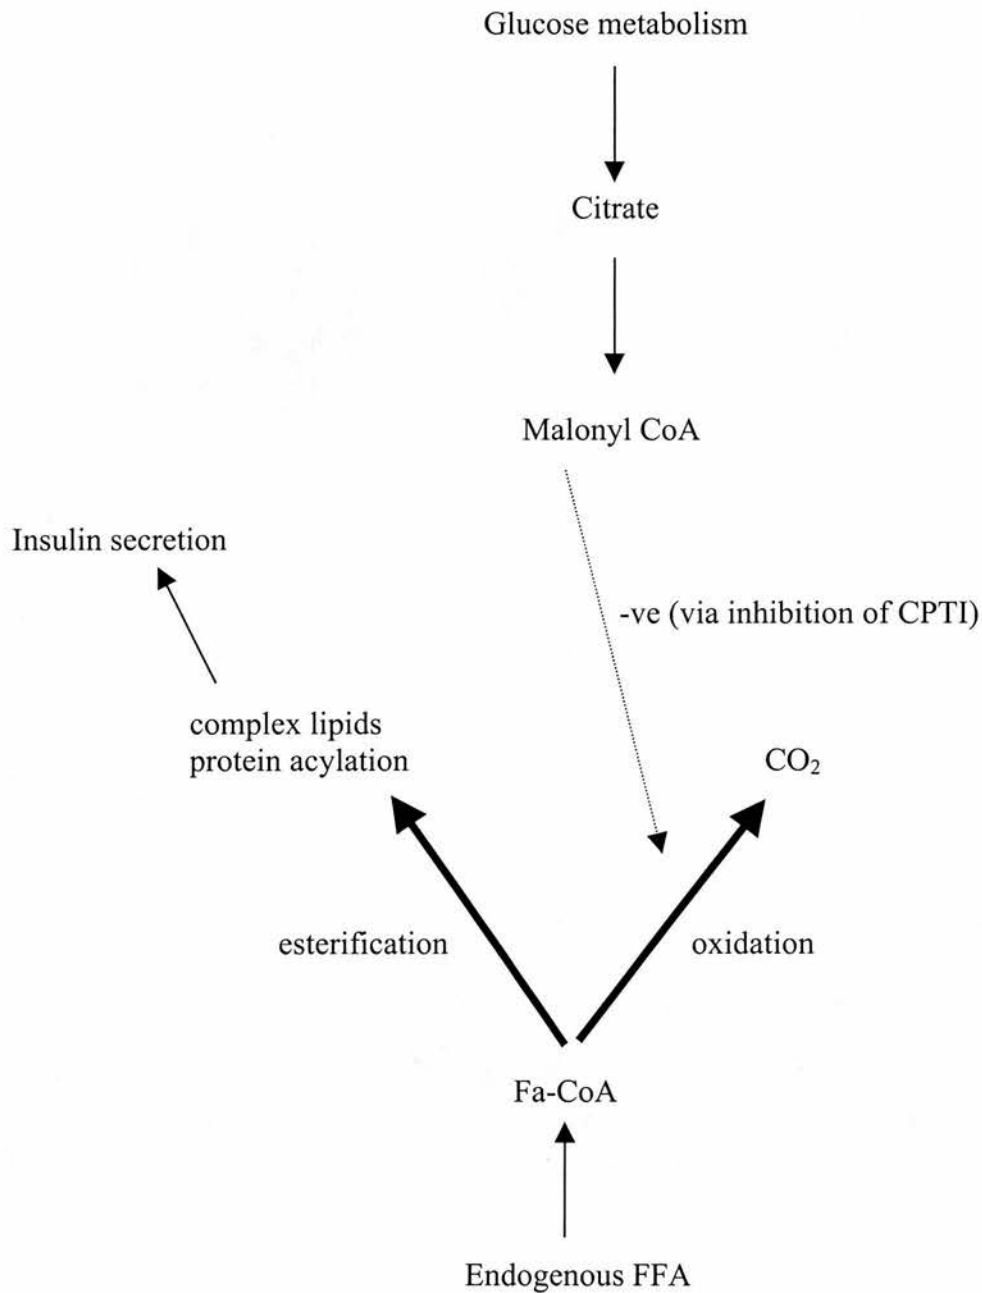 Glucose metabolism
Citrate
Malonyl CoA
Insulin secretion
-ve (via inhibition of CPTI)
complex lipids
protein acylation
CO₂
esterification
oxidation
Fa-CoA
Endogenous FFA